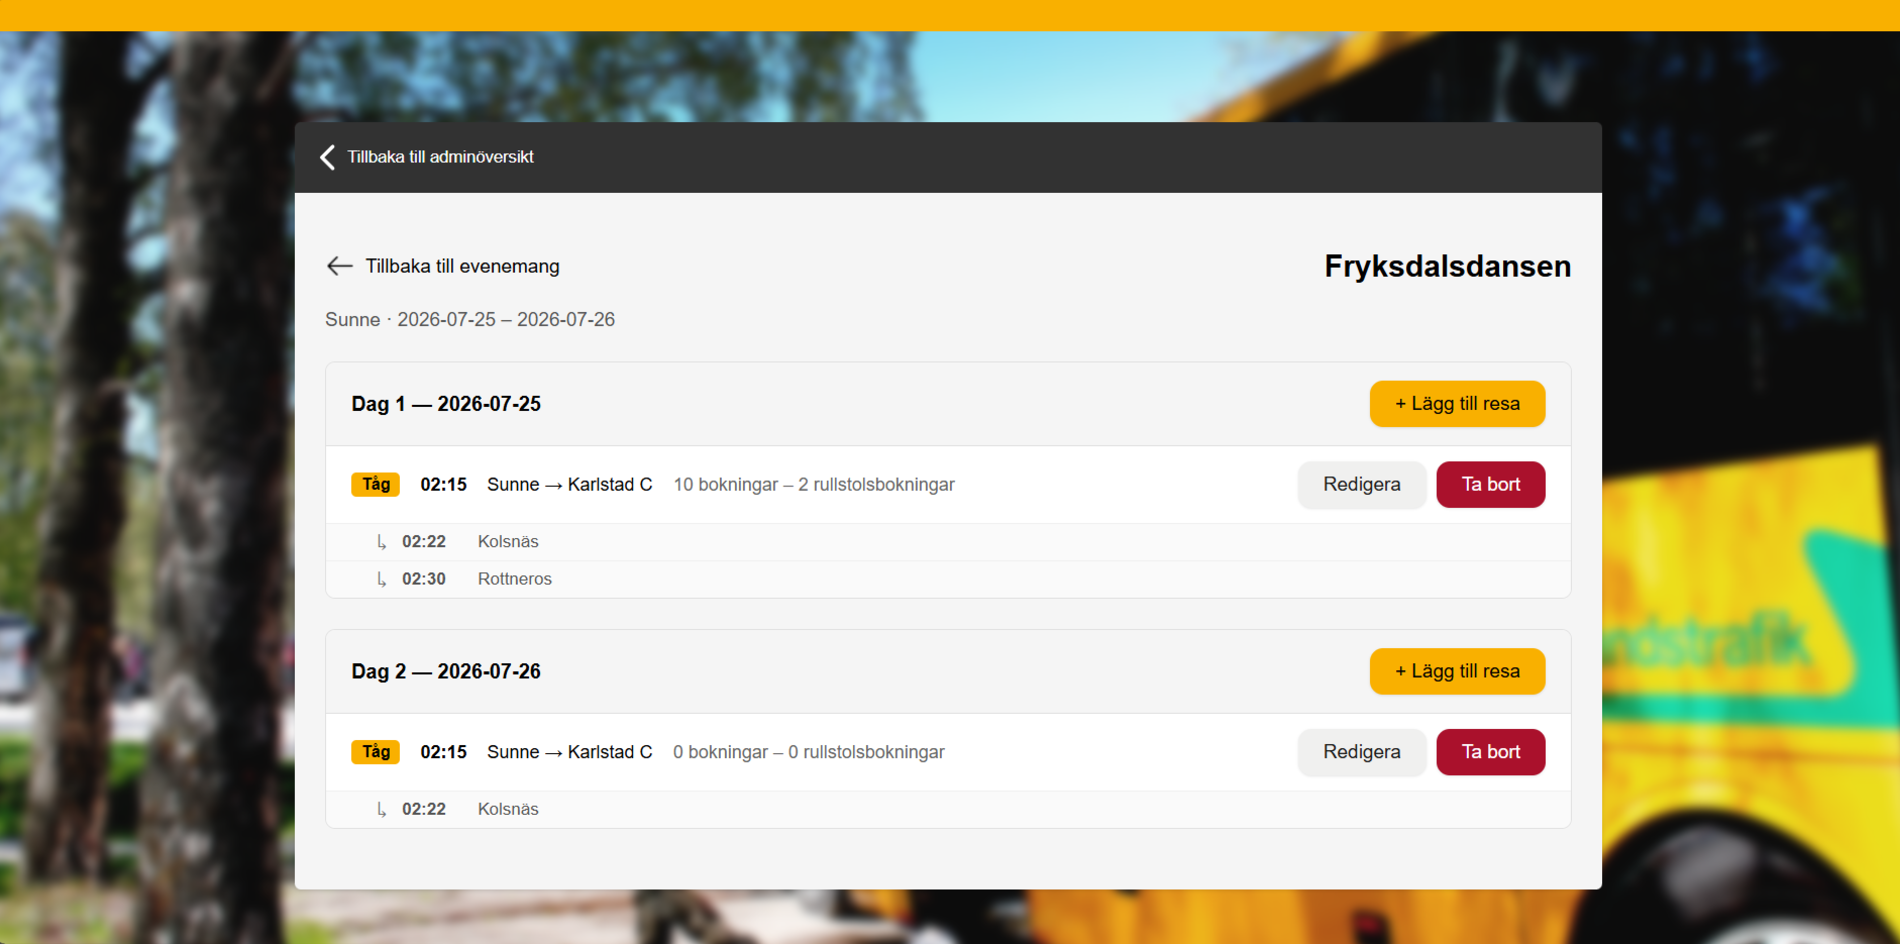 Tillbaka till adminöversikt
← Tillbaka till evenemang
Fryksdalsdansen
Sunne · 2026-07-25 – 2026-07-26
Dag 1 — 2026-07-25
+ Lägg till resa
Tåg 02:15 Sunne → Karlstad C 10 bokningar – 2 rullstolsbokningar Redigera Ta bort
↳ 02:22 Kolsnäs
↳ 02:30 Rottneros
Dag 2 — 2026-07-26
+ Lägg till resa
Tåg 02:15 Sunne → Karlstad C 0 bokningar – 0 rullstolsbokningar Redigera Ta bort
↳ 02:22 Kolsnäs
ndstrafik